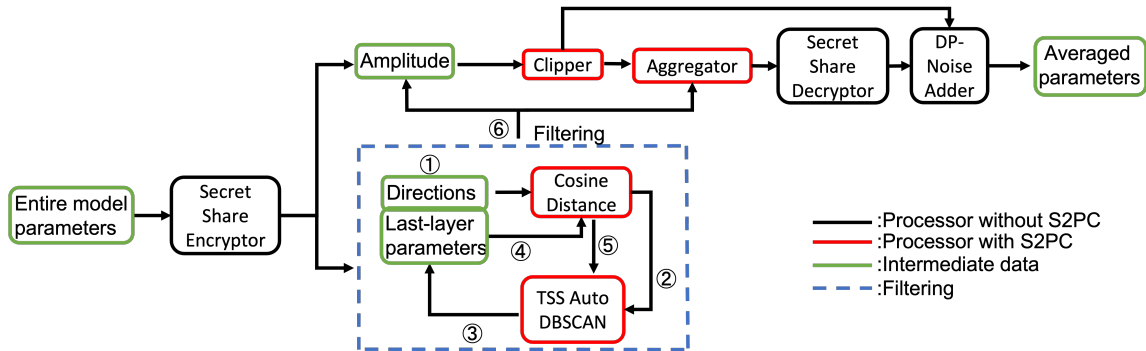 Amplitude
Clipper
Aggregator
Secret
Share
Decryptor
DP-
Noise
Adder
Averaged
parameters
⑥
Filtering
①
Directions
Cosine
Distance
Entire model
parameters
Secret
Share
Encryptor
Last-layer
parameters
④
⑤
②
TSS Auto
DBSCAN
③
:Processor without S2PC
:Processor with S2PC
:Intermediate data
:Filtering